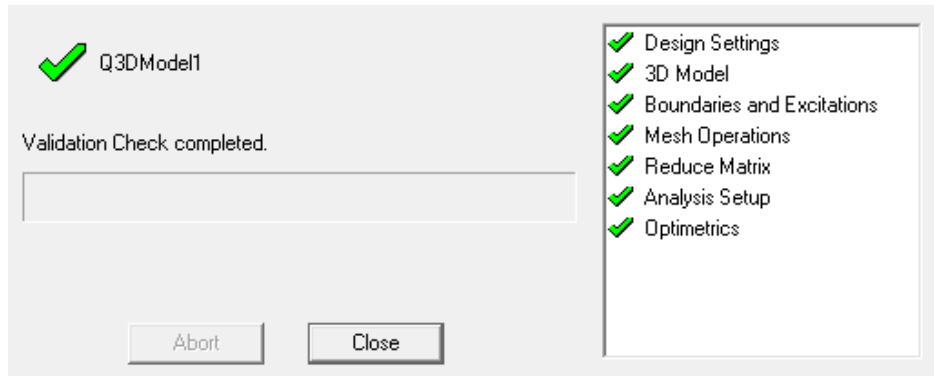 Q3DModel1
Validation Check completed.
Abort
Close
Design Settings
3D Model
Boundaries and Excitations
Mesh Operations
Reduce Matrix
Analysis Setup
Optimetrics